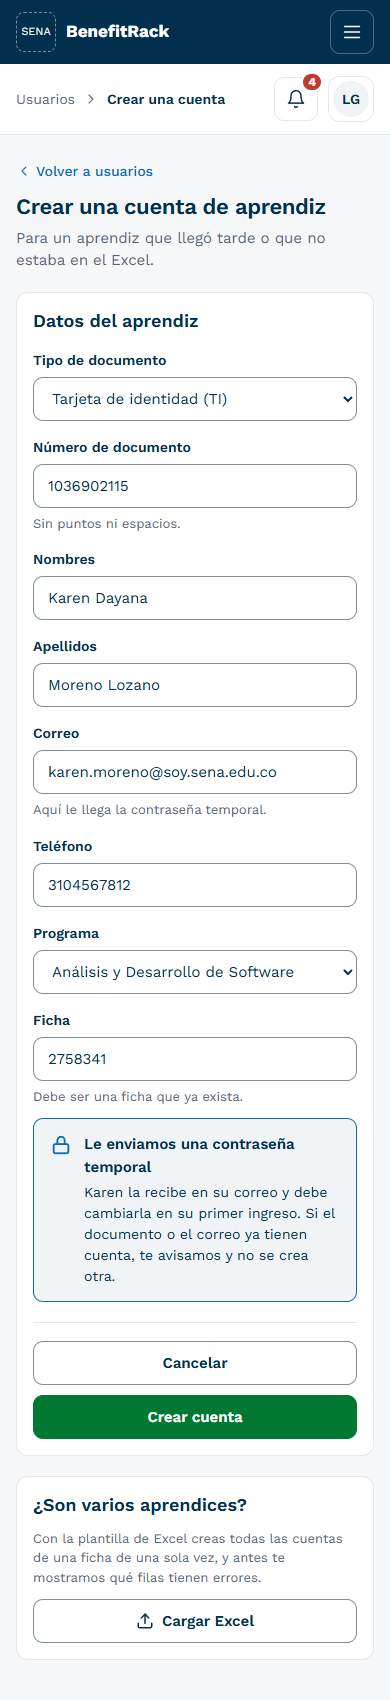 SENA BenefitRack
Usuarios > Crear una cuenta
4
LG
Volver a usuarios
Crear una cuenta de aprendiz
Para un aprendiz que llegó tarde o que no
estaba en el Excel.
Datos del aprendiz
Tipo de documento
Tarjeta de identidad (TI)
Número de documento
1036902115
Sin puntos ni espacios.
Nombres
Karen Dayana
Apellidos
Moreno Lozano
Correo
karen.moreno@soy.sena.edu.co
Aquí le llega la contraseña temporal.
Teléfono
3104567812
Programa
Análisis y Desarrollo de Software
Ficha
2758341
Debe ser una ficha que ya exista.
Le enviamos una contraseña
temporal
Karen la recibe en su correo y debe
cambiarla en su primer ingreso. Si el
documento o el correo ya tienen
cuenta, te avisamos y no se crea
otra.
Cancelar
Crear cuenta
¿Son varios aprendices?
Con la plantilla de Excel creas todas las cuentas
de una ficha de una sola vez, y antes te
mostramos qué filas tienen errores.
Cargar Excel